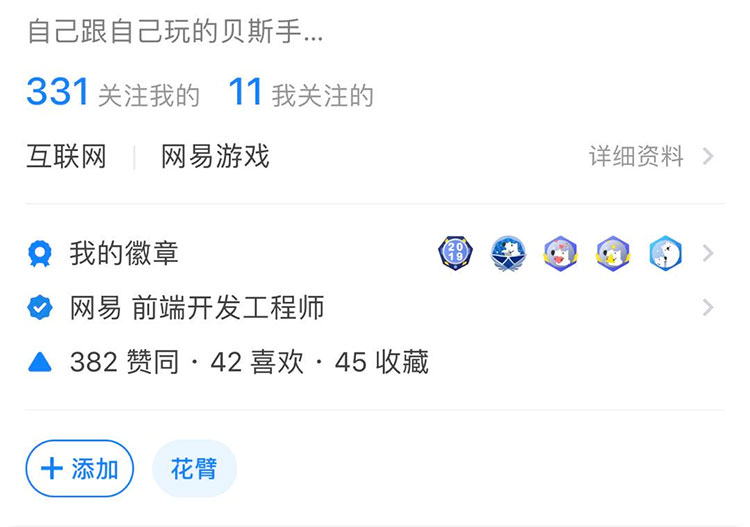 自己跟自己玩的贝斯手...
331 关注我的 11 我关注的
互联网 网易游戏 详细资料
我的徽章 2019
网易 前端开发工程师
382 赞同 · 42 喜欢 · 45 收藏
+ 添加 花臂